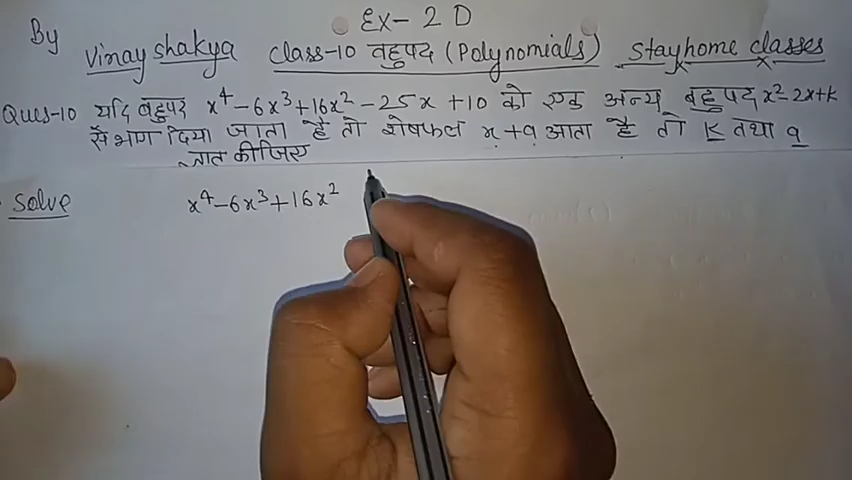 Ex- 2 D
By Vinay shakya Class-10 बहुपद (Polynomials) Stayhome classes
Ques-10 यदि बहुपद x⁴-6x³+16x²-25x+10 को एक अन्य बहुपद x²-2x+k
से भाग दिया जाता है तो शेषफल x+a आता है तो K तथा a
ज्ञात कीजिए
Solve x⁴-6x³+16x²